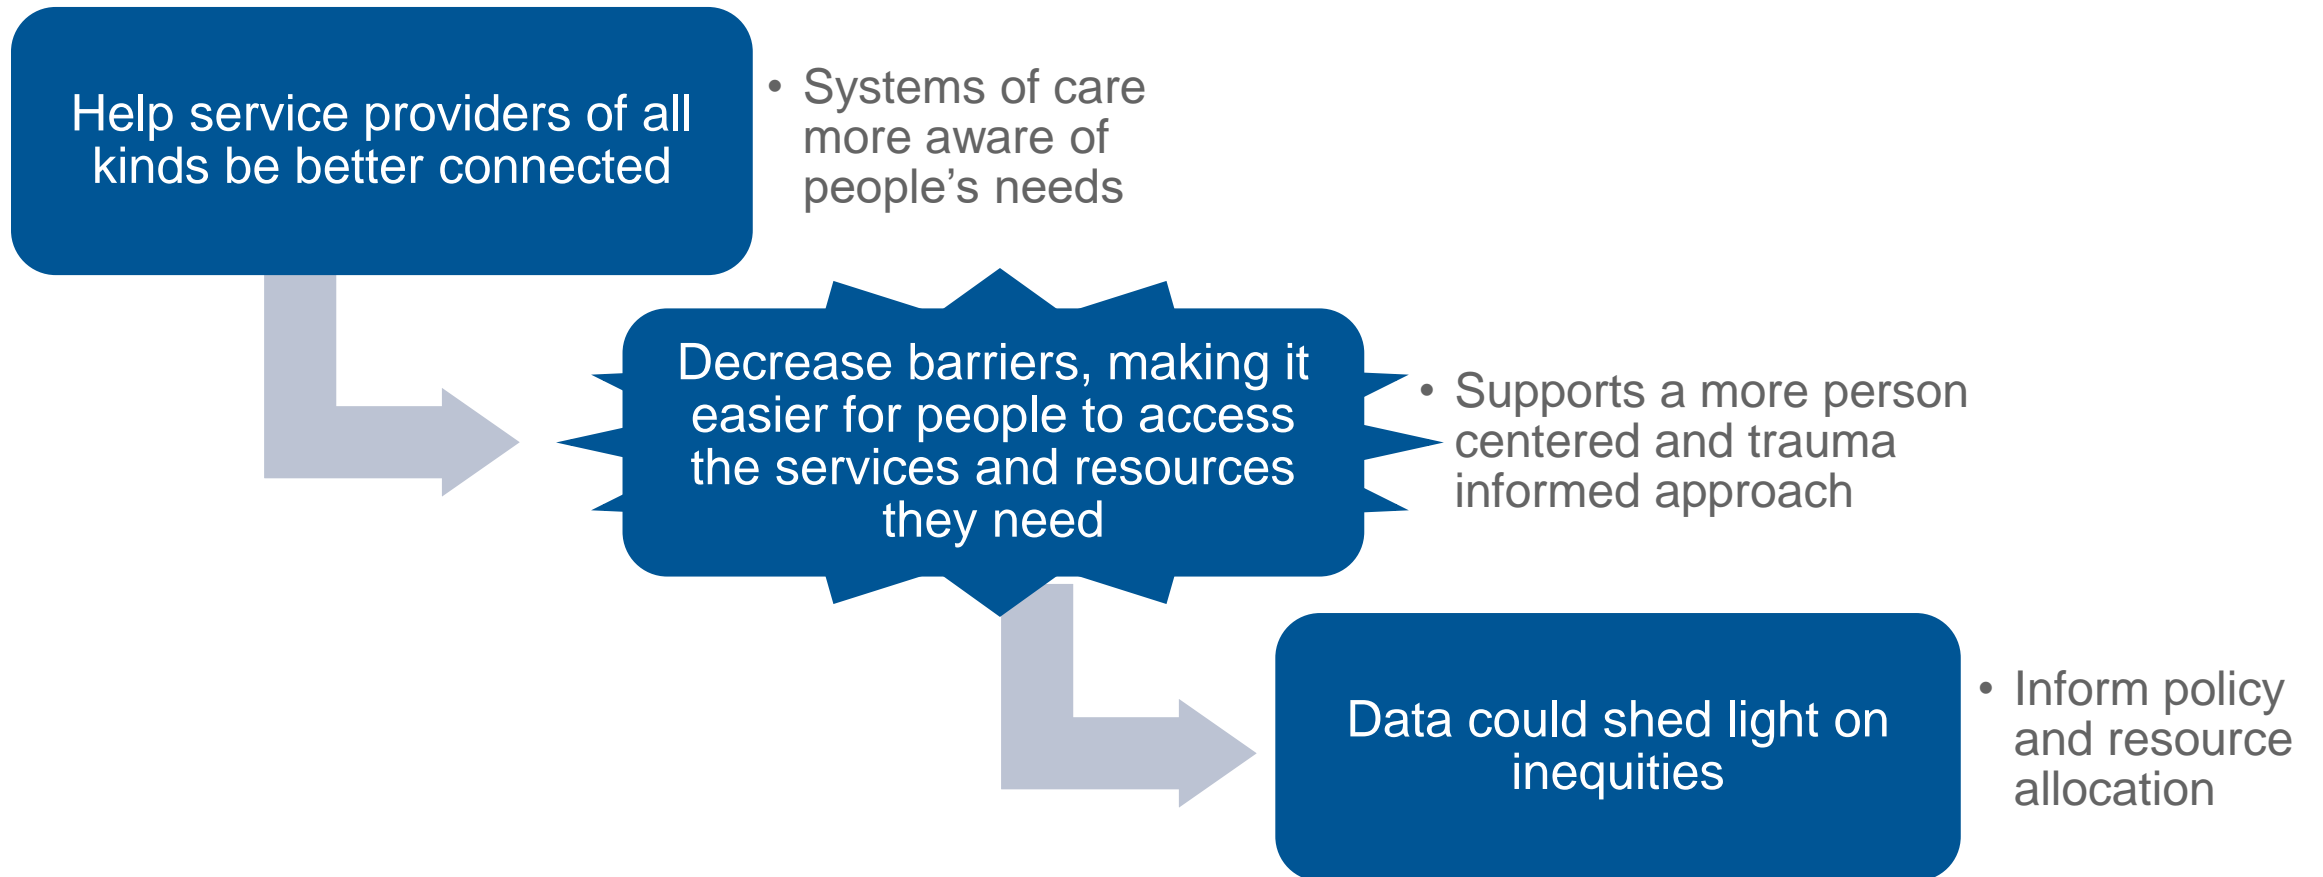 Help service providers of all
kinds be better connected
• Systems of care
more aware of
people’s needs
Decrease barriers, making it
easier for people to access
the services and resources
they need
• Supports a more person
centered and trauma
informed approach
Data could shed light on
inequities
• Inform policy
and resource
allocation